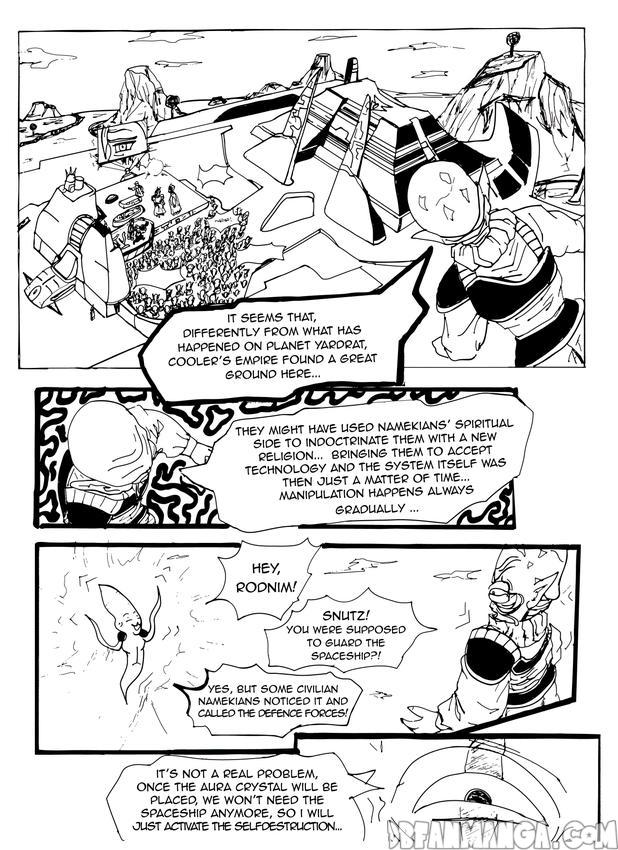 IT SEEMS THAT,
DIFFERENTLY FROM WHAT HAS
HAPPENED ON PLANET YARDRAT,
COOLER'S EMPIRE FOUND A GREAT
GROUND HERE...
THEY MIGHT HAVE USED NAMEKIANS' SPIRITUAL
SIDE TO INDOCTRINATE THEM WITH A NEW
RELIGION... BRINGING THEM TO ACCEPT
TECHNOLOGY AND THE SYSTEM ITSELF WAS
THEN JUST A MATTER OF TIME...
MANIPULATION HAPPENS ALWAYS
GRADUALLY ...
HEY,
RODNIM!
SNUTZ!
YOU WERE SUPPOSED
TO GUARD THE
SPACESHIP?!
YES, BUT SOME CIVILIAN
NAMEKIANS NOTICED IT AND
CALLED THE DEFENCE FORCES!
IT'S NOT A REAL PROBLEM,
ONCE THE AURA CRYSTAL WILL BE
PLACED, WE WON'T NEED THE
SPACESHIP ANYMORE, SO I WILL
JUST ACTIVATE THE SELFDESTRUCTION...
DBFANMANGA.COM